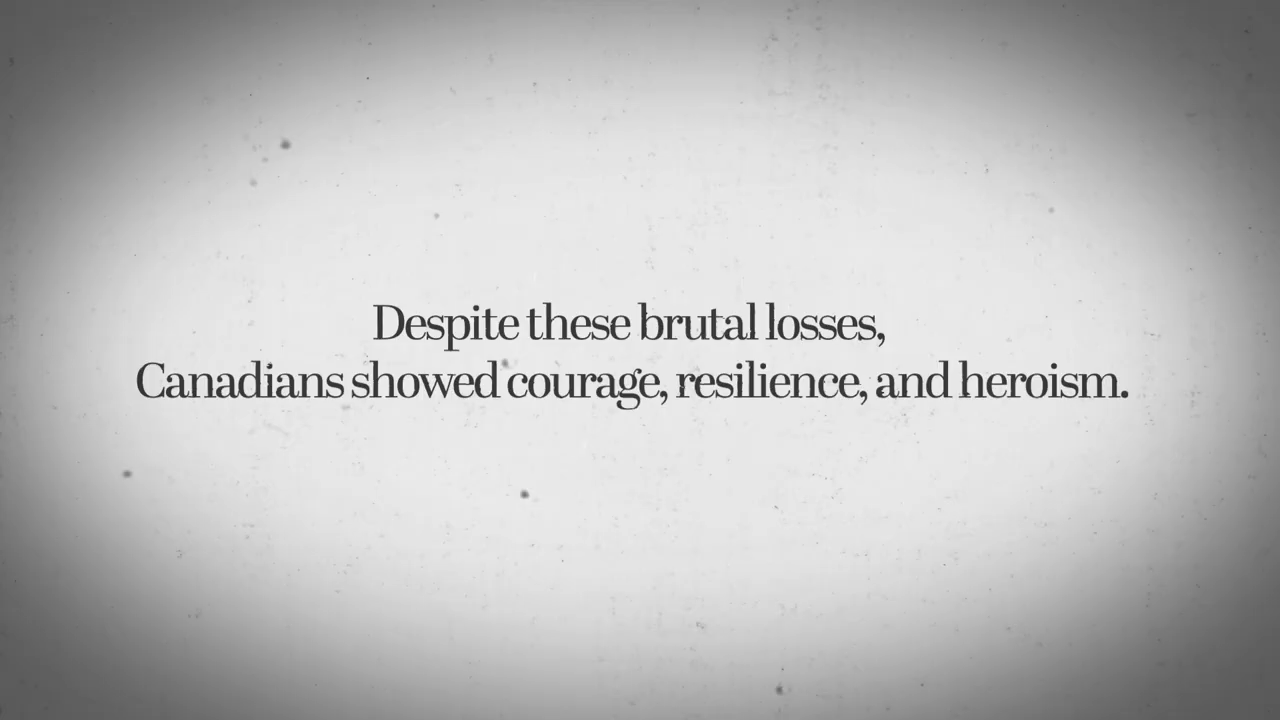 Despite these brutal losses,
Canadians showed courage, resilience, and heroism.